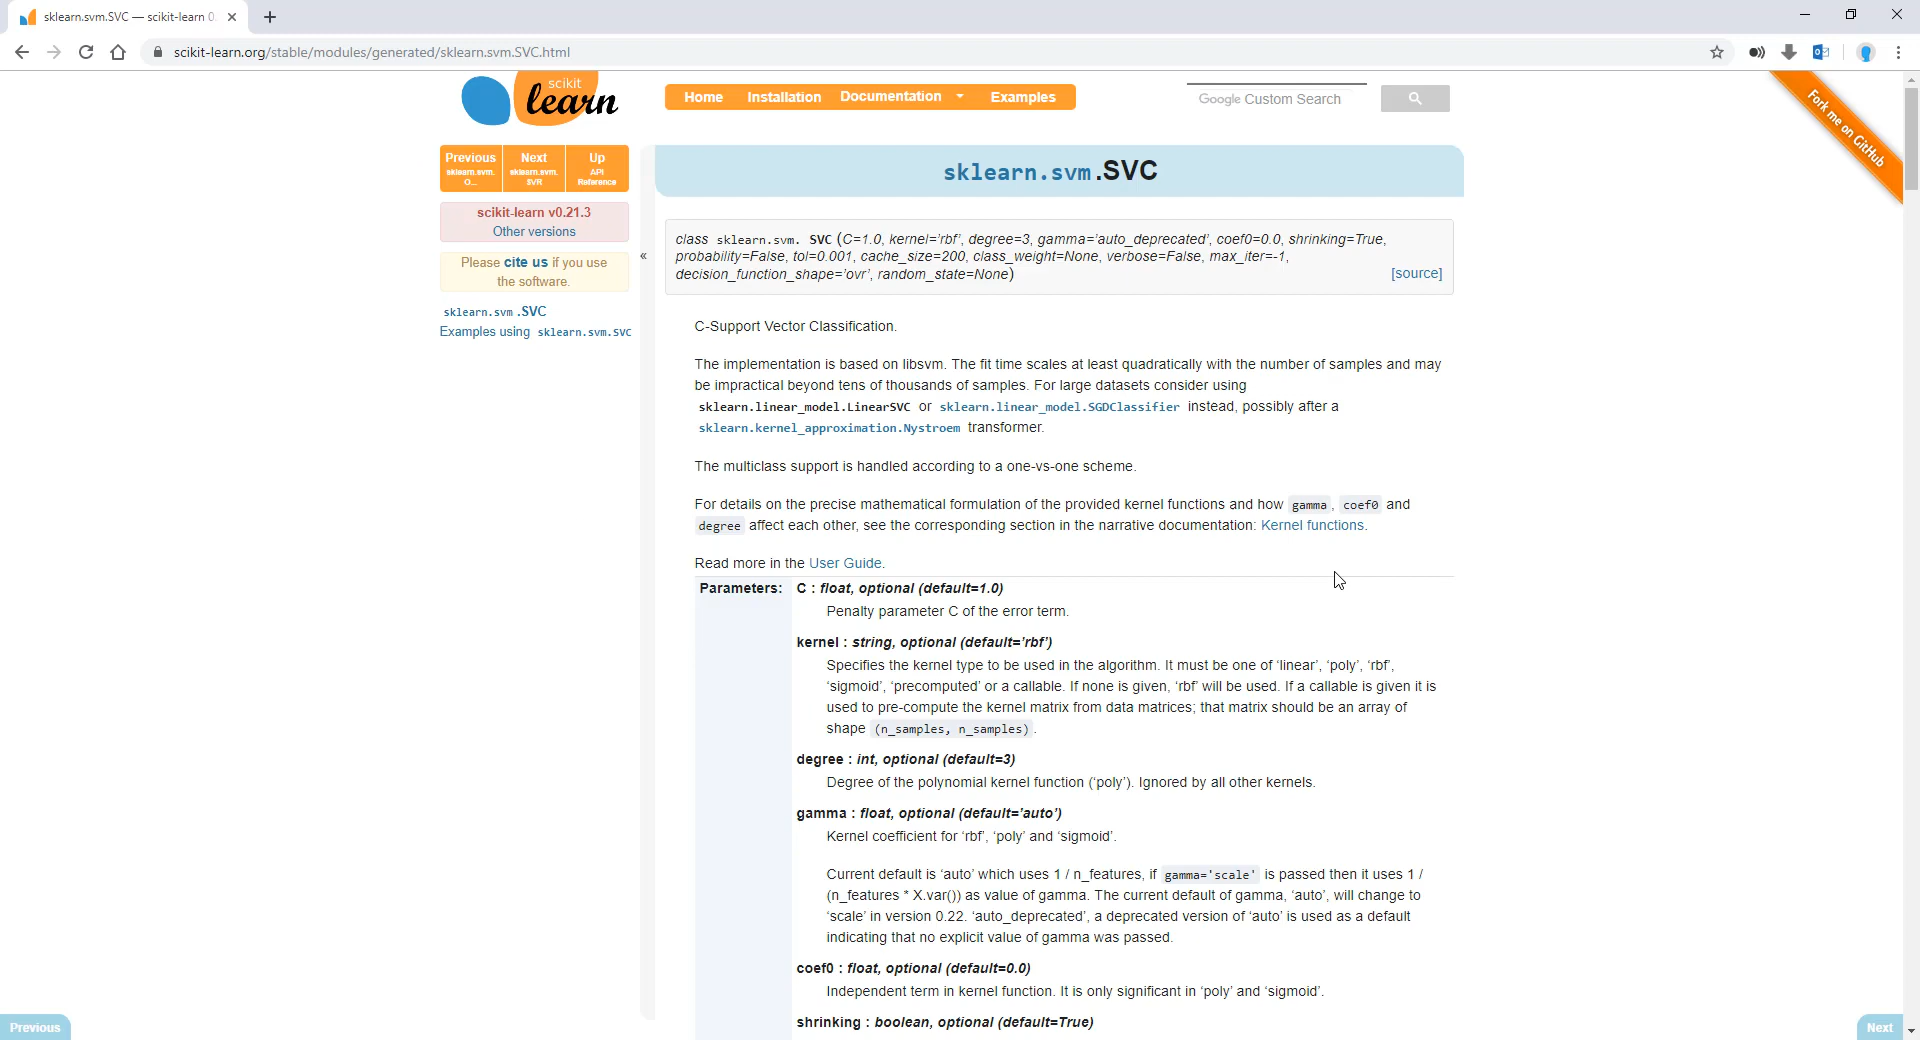 sklearn.svm.SVC — scikit-learn 0.
scikit-learn.org/stable/modules/generated/sklearn.svm.SVC.html
scikit
learn
Home Installation Documentation Examples
Google Custom Search
Fork me on GitHub
Previous
sklearn.svm.
O...
Next
sklearn.svm.
SVR
Up
API
Reference
scikit-learn v0.21.3
Other versions
Please cite us if you use
the software.
sklearn.svm.SVC
Examples using sklearn.svm.SVC
«
sklearn.svm.SVC
class sklearn.svm. SVC (C=1.0, kernel=’rbf’, degree=3, gamma=’auto_deprecated’, coef0=0.0, shrinking=True,
probability=False, tol=0.001, cache_size=200, class_weight=None, verbose=False, max_iter=-1,
decision_function_shape=’ovr’, random_state=None) [source]
C-Support Vector Classification.
The implementation is based on libsvm. The fit time scales at least quadratically with the number of samples and may
be impractical beyond tens of thousands of samples. For large datasets consider using
sklearn.linear_model.LinearSVC or sklearn.linear_model.SGDClassifier instead, possibly after a
sklearn.kernel_approximation.Nystroem transformer.
The multiclass support is handled according to a one-vs-one scheme.
For details on the precise mathematical formulation of the provided kernel functions and how gamma, coef0 and
degree affect each other, see the corresponding section in the narrative documentation: Kernel functions.
Read more in the User Guide.
Parameters: C : float, optional (default=1.0)
Penalty parameter C of the error term.
kernel : string, optional (default=’rbf’)
Specifies the kernel type to be used in the algorithm. It must be one of ‘linear’, ‘poly’, ‘rbf’,
‘sigmoid’, ‘precomputed’ or a callable. If none is given, ‘rbf’ will be used. If a callable is given it is
used to pre-compute the kernel matrix from data matrices; that matrix should be an array of
shape (n_samples, n_samples).
degree : int, optional (default=3)
Degree of the polynomial kernel function (‘poly’). Ignored by all other kernels.
gamma : float, optional (default=’auto’)
Kernel coefficient for ‘rbf’, ‘poly’ and ‘sigmoid’.
Current default is ‘auto’ which uses 1 / n_features, if gamma='scale' is passed then it uses 1 /
(n_features * X.var()) as value of gamma. The current default of gamma, ‘auto’, will change to
‘scale’ in version 0.22. ‘auto_deprecated’, a deprecated version of ‘auto’ is used as a default
indicating that no explicit value of gamma was passed.
coef0 : float, optional (default=0.0)
Independent term in kernel function. It is only significant in ‘poly’ and ‘sigmoid’.
shrinking : boolean, optional (default=True)
Previous
Next